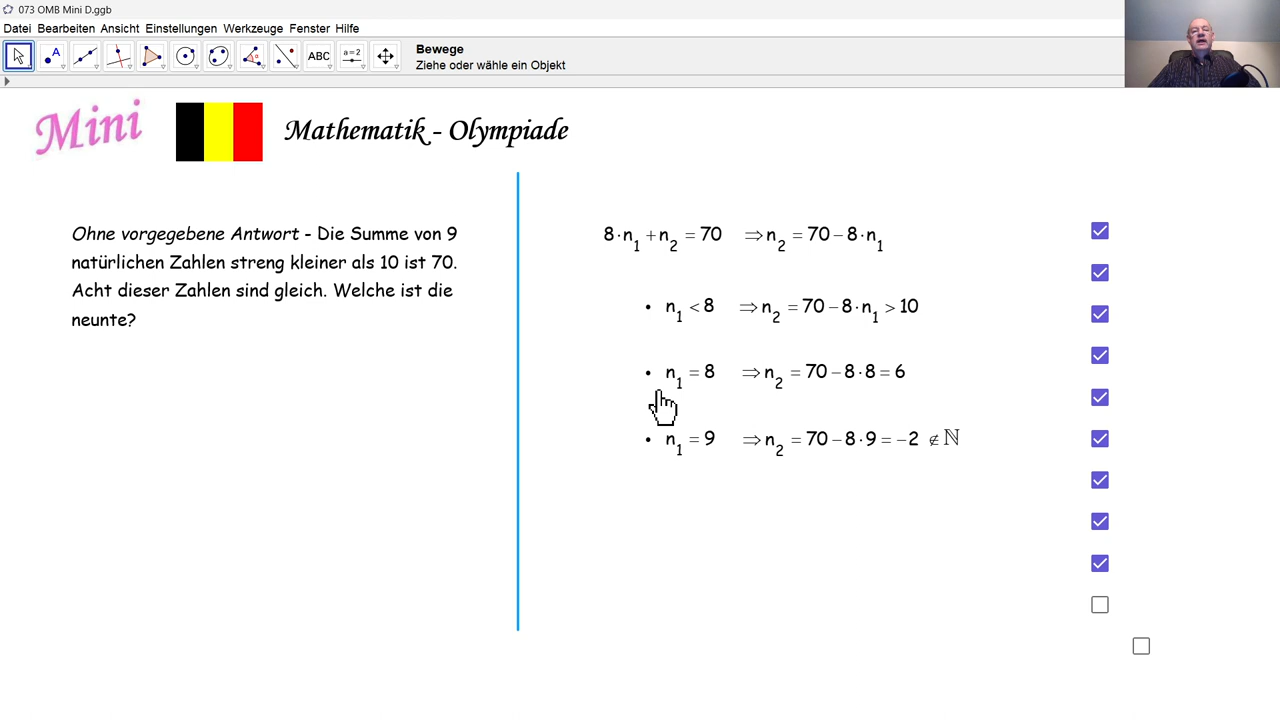 073 OMB Mini D.ggb
Datei Bearbeiten Ansicht Einstellungen Werkzeuge Fenster Hilfe
A ABC a=2 Bewege
Ziehe oder wähle ein Objekt
Mini Mathematik - Olympiade
Ohne vorgegebene Antwort - Die Summe von 9
natürlichen Zahlen streng kleiner als 10 ist 70.
Acht dieser Zahlen sind gleich. Welche ist die
neunte?
8·n₁+n₂ = 70 ⇒n₂ = 70−8·n₁
• n₁ < 8 ⇒n₂ = 70−8·n₁ > 10
• n₁ = 8 ⇒n₂ = 70−8·8 = 6
• n₁ = 9 ⇒n₂ = 70−8·9 = −2 ∉ ℕ